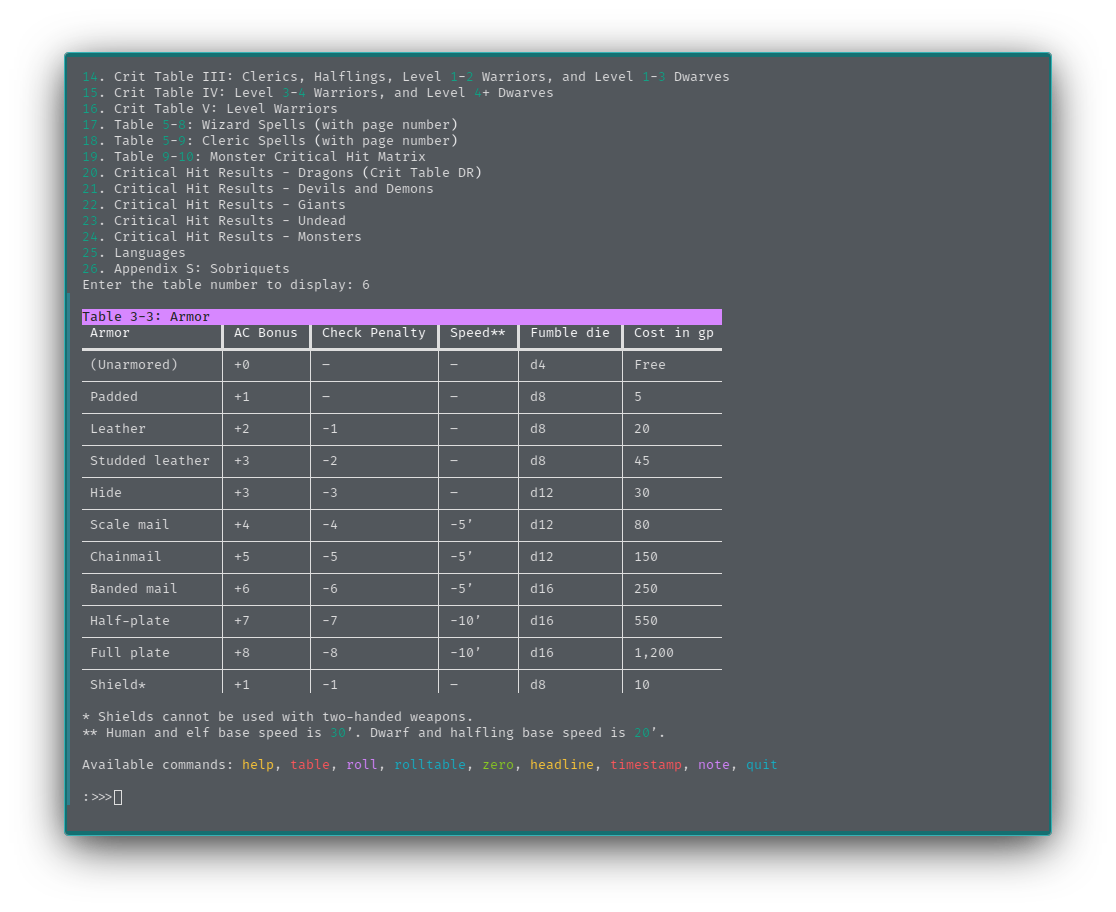 14. Crit Table III: Clerics, Halflings, Level 1-2 Warriors, and Level 1-3 Dwarves
15. Crit Table IV: Level 3-4 Warriors, and Level 4+ Dwarves
16. Crit Table V: Level Warriors
17. Table 5-8: Wizard Spells (with page number)
18. Table 5-9: Cleric Spells (with page number)
19. Table 9-10: Monster Critical Hit Matrix
20. Critical Hit Results - Dragons (Crit Table DR)
21. Critical Hit Results - Devils and Demons
22. Critical Hit Results - Giants
23. Critical Hit Results - Undead
24. Critical Hit Results - Monsters
25. Languages
26. Appendix S: Sobriquets
Enter the table number to display: 6
Table 3-3: Armor
Armor AC Bonus Check Penalty Speed** Fumble die Cost in gp
(Unarmored) +0 — — d4 Free
Padded +1 — — d8 5
Leather +2 -1 — d8 20
Studded leather +3 -2 — d8 45
Hide +3 -3 — d12 30
Scale mail +4 -4 -5’ d12 80
Chainmail +5 -5 -5’ d12 150
Banded mail +6 -6 -5’ d16 250
Half-plate +7 -7 -10’ d16 550
Full plate +8 -8 -10’ d16 1,200
Shield* +1 -1 — d8 10
* Shields cannot be used with two-handed weapons.
** Human and elf base speed is 30’. Dwarf and halfling base speed is 20’.
Available commands: help, table, roll, rolltable, zero, headline, timestamp, note, quit
:>>>